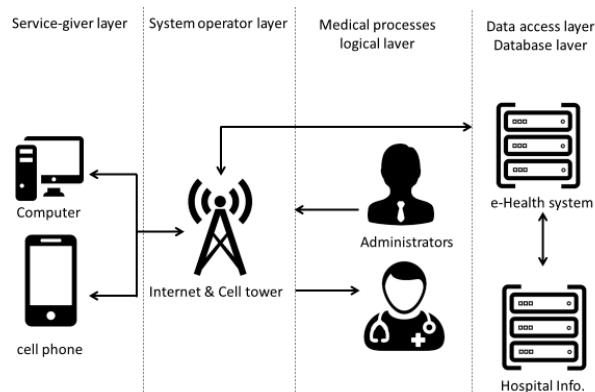 Service-giver layer
System operator layer
Medical processes
logical laver
Data access layer
Database laver
Computer
cell phone
Internet & Cell tower
Administrators
e-Health system
Hospital Info.